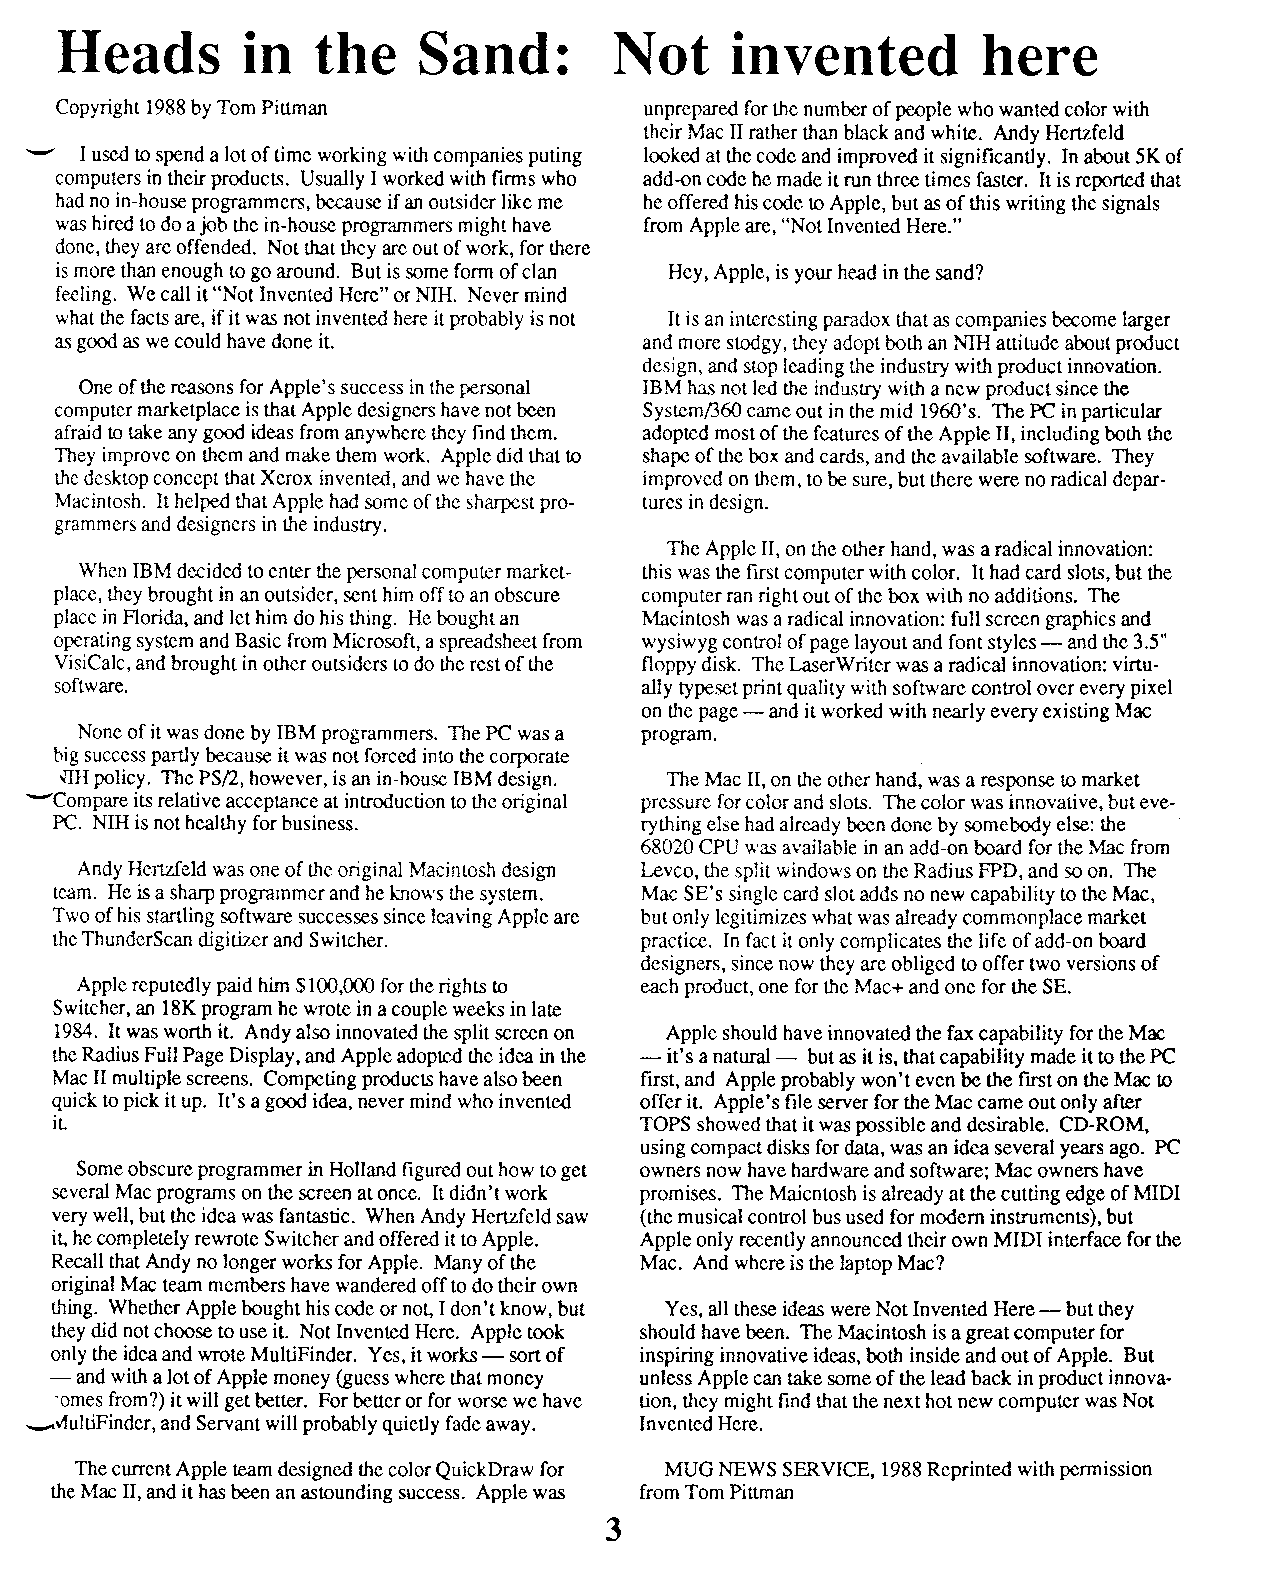 Heads in the Sand: Not invented here
Copyright 1988 by Tom Pittman
I used to spend a lot of time working with companies puting
computers in their products. Usually I worked with firms who
had no in-house programmers, because if an outsider like me
was hired to do a job the in-house programmers might have
done, they are offended. Not that they are out of work, for there
is more than enough to go around. But is some form of clan
feeling. We call it "Not Invented Here" or NIH. Never mind
what the facts are, if it was not invented here it probably is not
as good as we could have done it.
One of the reasons for Apple's success in the personal
computer marketplace is that Apple designers have not been
afraid to take any good ideas from anywhere they find them.
They improve on them and make them work. Apple did that to
the desktop concept that Xerox invented, and we have the
Macintosh. It helped that Apple had some of the sharpest pro-
grammers and designers in the industry.
When IBM decided to enter the personal computer market-
place, they brought in an outsider, sent him off to an obscure
place in Florida, and let him do his thing. He bought an
operating system and Basic from Microsoft, a spreadsheet from
VisiCalc, and brought in other outsiders to do the rest of the
software.
None of it was done by IBM programmers. The PC was a
big success partly because it was not forced into the corporate
NIH policy. The PS/2, however, is an in-house IBM design.
Compare its relative acceptance at introduction to the original
PC. NIH is not healthy for business.
Andy Hertzfeld was one of the original Macintosh design
team. He is a sharp programmer and he knows the system.
Two of his startling software successes since leaving Apple are
the ThunderScan digitizer and Switcher.
Apple reputedly paid him $100,000 for the rights to
Switcher, an 18K program he wrote in a couple weeks in late
1984. It was worth it. Andy also innovated the split screen on
the Radius Full Page Display, and Apple adopted the idea in the
Mac II multiple screens. Competing products have also been
quick to pick it up. It's a good idea, never mind who invented
it.
Some obscure programmer in Holland figured out how to get
several Mac programs on the screen at once. It didn't work
very well, but the idea was fantastic. When Andy Hertzfeld saw
it, he completely rewrote Switcher and offered it to Apple.
Recall that Andy no longer works for Apple. Many of the
original Mac team members have wandered off to do their own
thing. Whether Apple bought his code or not, I don't know, but
they did not choose to use it. Not Invented Here. Apple took
only the idea and wrote MultiFinder. Yes, it works — sort of
— and with a lot of Apple money (guess where that money
comes from?) it will get better. For better or for worse we have
MultiFinder, and Servant will probably quietly fade away.
The current Apple team designed the color QuickDraw for
the Mac II, and it has been an astounding success. Apple was
unprepared for the number of people who wanted color with
their Mac II rather than black and white. Andy Hertzfeld
looked at the code and improved it significantly. In about 5K of
add-on code he made it run three times faster. It is reported that
he offered his code to Apple, but as of this writing the signals
from Apple are, "Not Invented Here."
Hey, Apple, is your head in the sand?
It is an interesting paradox that as companies become larger
and more stodgy, they adopt both an NIH attitude about product
design, and stop leading the industry with product innovation.
IBM has not led the industry with a new product since the
System/360 came out in the mid 1960's. The PC in particular
adopted most of the features of the Apple II, including both the
shape of the box and cards, and the available software. They
improved on them, to be sure, but there were no radical depar-
tures in design.
The Apple II, on the other hand, was a radical innovation:
this was the first computer with color. It had card slots, but the
computer ran right out of the box with no additions. The
Macintosh was a radical innovation: full screen graphics and
wysiwyg control of page layout and font styles — and the 3.5"
floppy disk. The LaserWriter was a radical innovation: virtu-
ally typeset print quality with software control over every pixel
on the page — and it worked with nearly every existing Mac
program.
The Mac II, on the other hand, was a response to market
pressure for color and slots. The color was innovative, but eve-
rything else had already been done by somebody else: the
68020 CPU was available in an add-on board for the Mac from
Levco, the split windows on the Radius FPD, and so on. The
Mac SE's single card slot adds no new capability to the Mac,
but only legitimizes what was already commonplace market
practice. In fact it only complicates the life of add-on board
designers, since now they are obliged to offer two versions of
each product, one for the Mac+ and one for the SE.
Apple should have innovated the fax capability for the Mac
— it's a natural — but as it is, that capability made it to the PC
first, and Apple probably won't even be the first on the Mac to
offer it. Apple's file server for the Mac came out only after
TOPS showed that it was possible and desirable. CD-ROM,
using compact disks for data, was an idea several years ago. PC
owners now have hardware and software; Mac owners have
promises. The Maicntosh is already at the cutting edge of MIDI
(the musical control bus used for modern instruments), but
Apple only recently announced their own MIDI interface for the
Mac. And where is the laptop Mac?
Yes, all these ideas were Not Invented Here — but they
should have been. The Macintosh is a great computer for
inspiring innovative ideas, both inside and out of Apple. But
unless Apple can take some of the lead back in product innova-
tion, they might find that the next hot new computer was Not
Invented Here.
MUG NEWS SERVICE, 1988 Reprinted with permission
from Tom Pittman
3